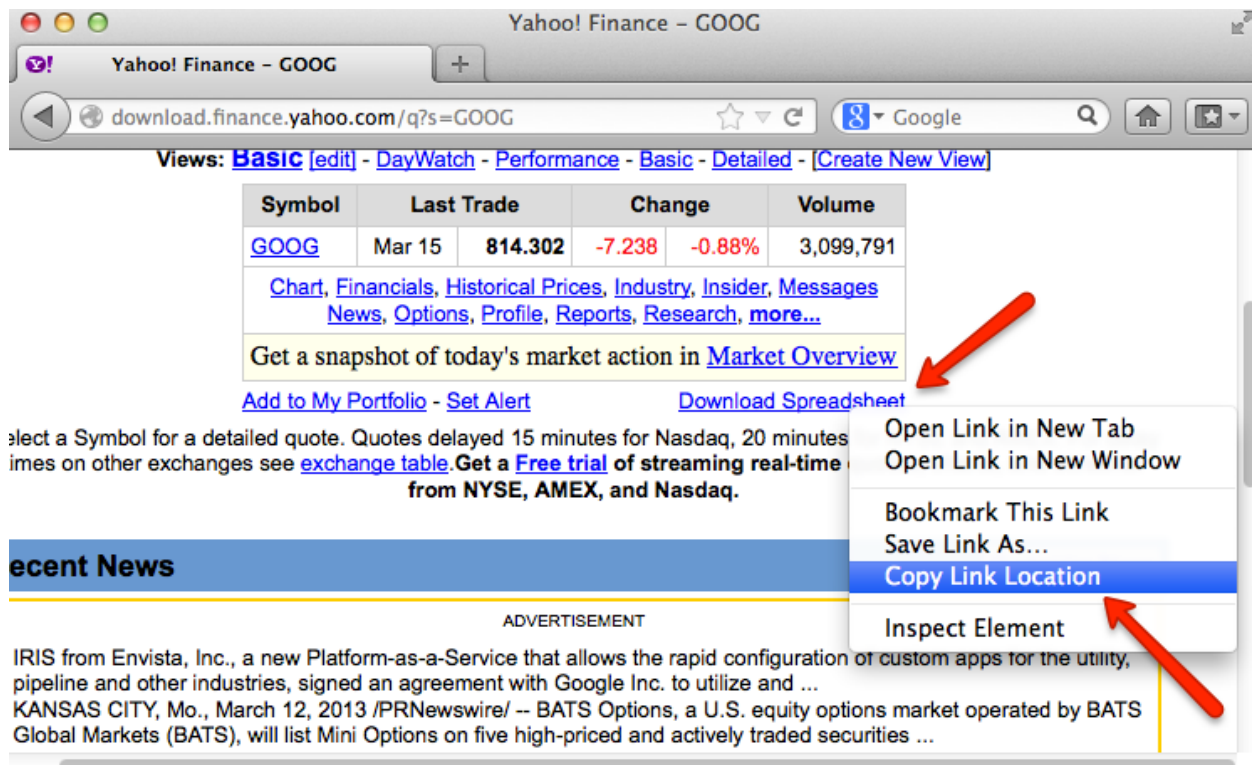 Yahoo! Finance – GOOG
Y! Yahoo! Finance – GOOG +
download.finance.yahoo.com/q?s=GOOG 8 Google
Views: Basic [edit] - DayWatch - Performance - Basic - Detailed - [Create New View]
Symbol Last Trade Change Volume
GOOG Mar 15 814.302 -7.238 -0.88% 3,099,791
Chart, Financials, Historical Prices, Industry, Insider, Messages
News, Options, Profile, Reports, Research, more...
Get a snapshot of today's market action in Market Overview
Add to My Portfolio - Set Alert Download Spreadsheet
elect a Symbol for a detailed quote. Quotes delayed 15 minutes for Nasdaq, 20 minutes
imes on other exchanges see exchange table.Get a Free trial of streaming real-time
from NYSE, AMEX, and Nasdaq.
Open Link in New Tab
Open Link in New Window
Bookmark This Link
Save Link As...
Copy Link Location
Inspect Element
ecent News
ADVERTISEMENT
IRIS from Envista, Inc., a new Platform-as-a-Service that allows the rapid configuration of custom apps for the utility,
pipeline and other industries, signed an agreement with Google Inc. to utilize and ...
KANSAS CITY, Mo., March 12, 2013 /PRNewswire/ -- BATS Options, a U.S. equity options market operated by BATS
Global Markets (BATS), will list Mini Options on five high-priced and actively traded securities ...